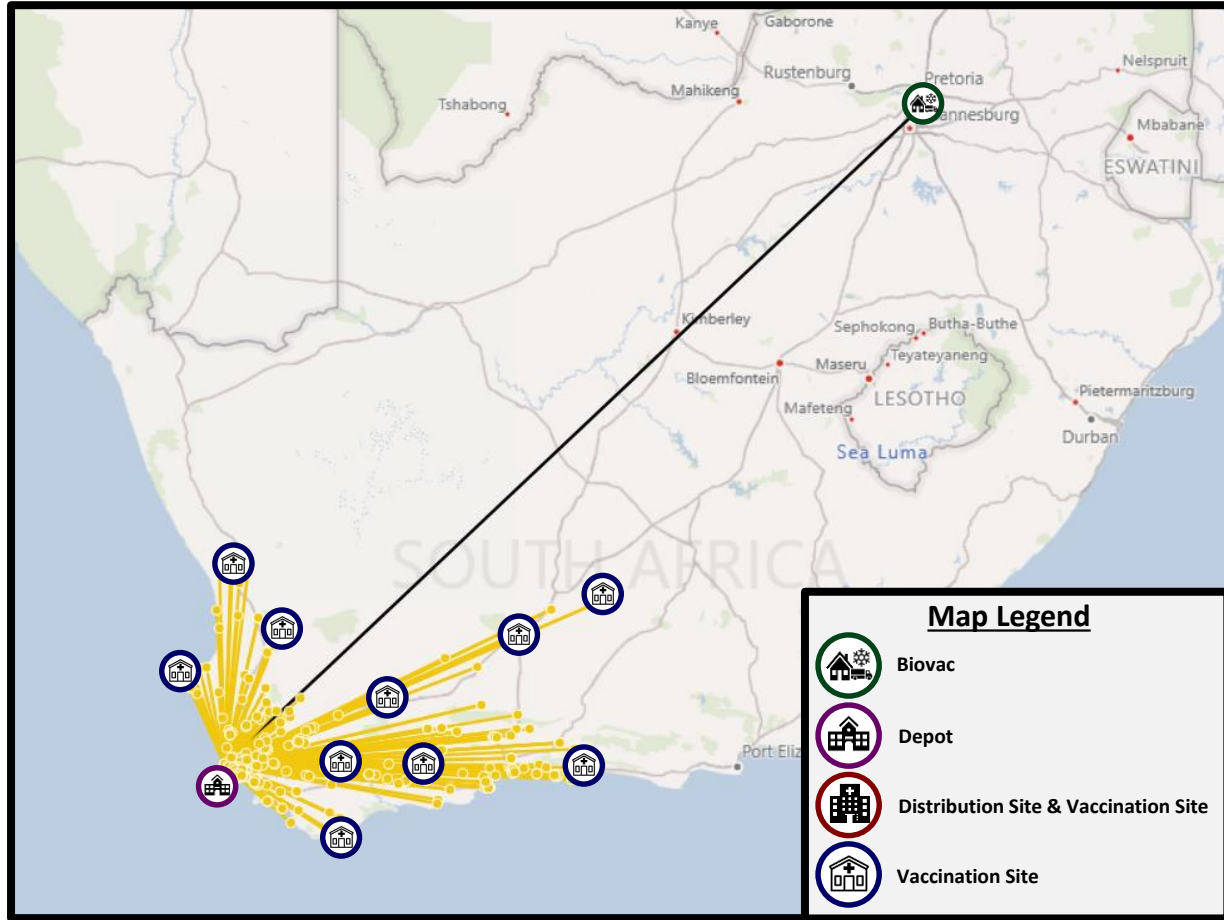 Kanye
Gaborone
Rustenburg
Pretoria
Nelspruit
Mahikeng
Tshabong
annesburg
Mbabane
ESWATINI
Kimberley
Sephokong
Butha-Buthe
Maseru
Teyateyaneng
Bloemfontein
LESOTHO
Pietermaritzburg
Mafeteng
Durban
Sea Luma
SOUTH AFRICA
Port Eliz
Map Legend
Biovac
Depot
Distribution Site & Vaccination Site
Vaccination Site